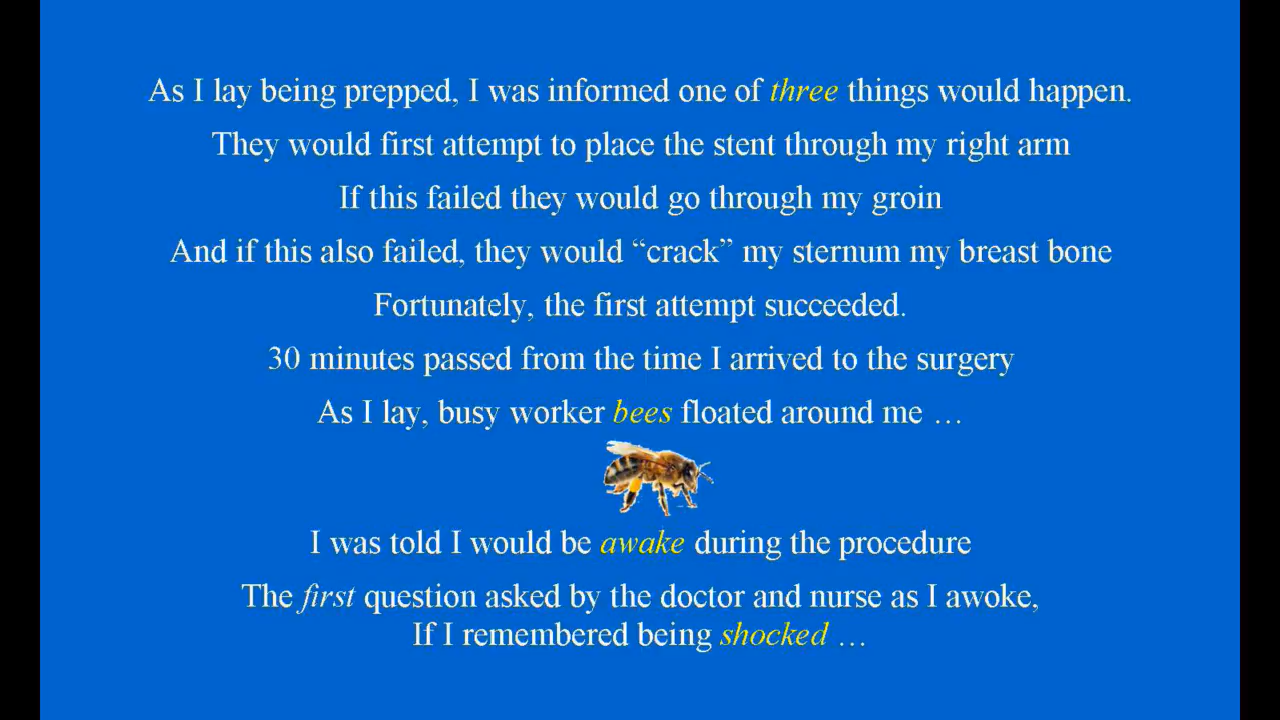 As I lay being prepped, I was informed one of three things would happen.
They would first attempt to place the stent through my right arm
If this failed they would go through my groin
And if this also failed, they would “crack” my sternum my breast bone
Fortunately, the first attempt succeeded.
30 minutes passed from the time I arrived to the surgery
As I lay, busy worker bees floated around me …
I was told I would be awake during the procedure
The first question asked by the doctor and nurse as I awoke,
If I remembered being shocked …